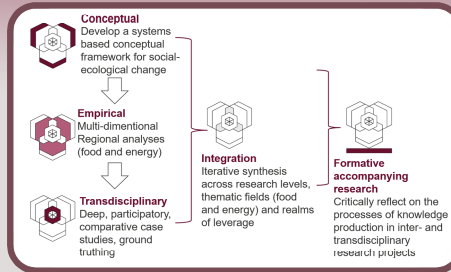 Conceptual
Develop a systems
based conceptual
framework for social-
ecological change
Empirical
Multi-dimentional
Regional analyses
(food and energy)
Transdisciplinary
Deep, participatory,
comparative case
studies, ground
truthing
Integration
Iterative synthesis
across research levels,
thematic fields (food
and energy) and realms
of leverage
Formative
accompanying
research
Critically reflect on the
processes of knowledge
production in inter- and
transdisciplinary
research projects